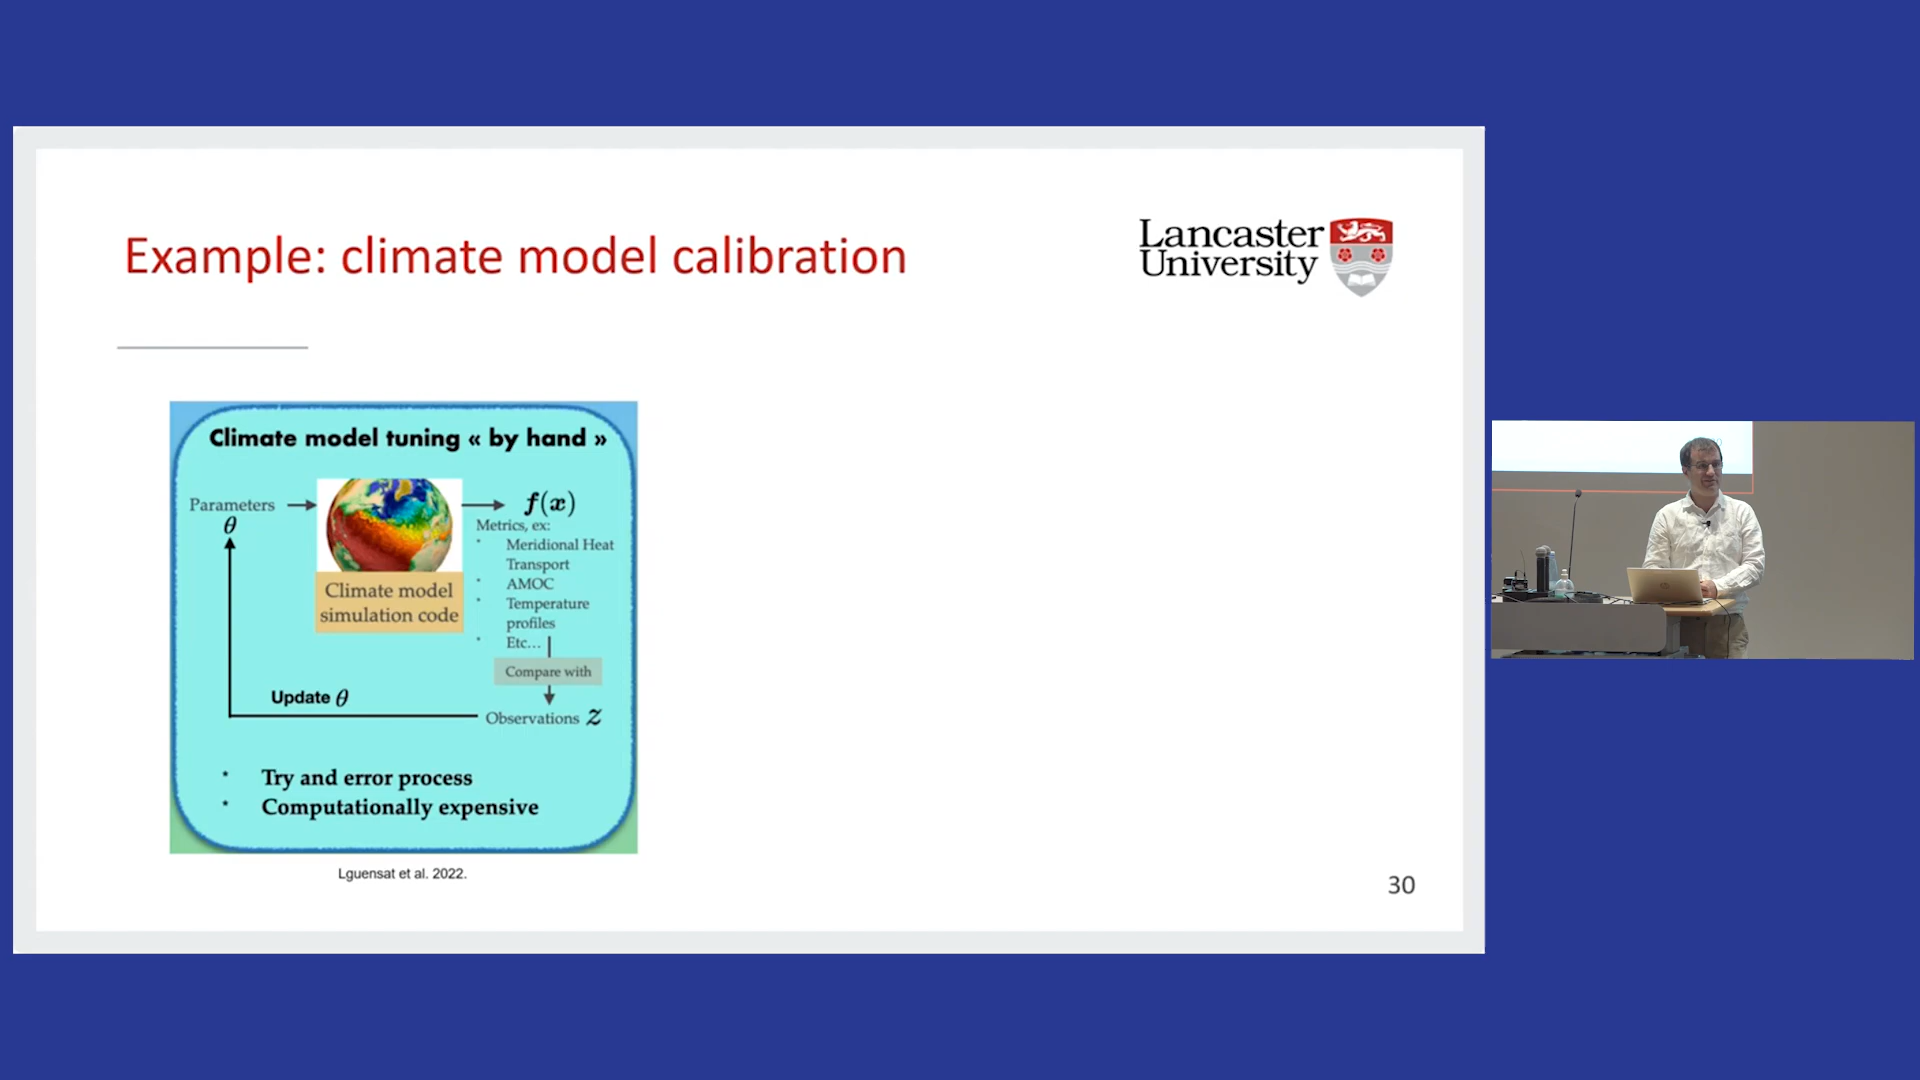 Example: climate model calibration
Lancaster
University
Climate model tuning « by hand »
Parameters
θ
f(x)
Metrics, ex:
* Meridional Heat
Transport
* AMOC
* Temperature
profiles
* Etc...
Climate model
simulation code
Compare with
Update θ
Observations z
* Try and error process
* Computationally expensive
Lguensat et al. 2022.
30